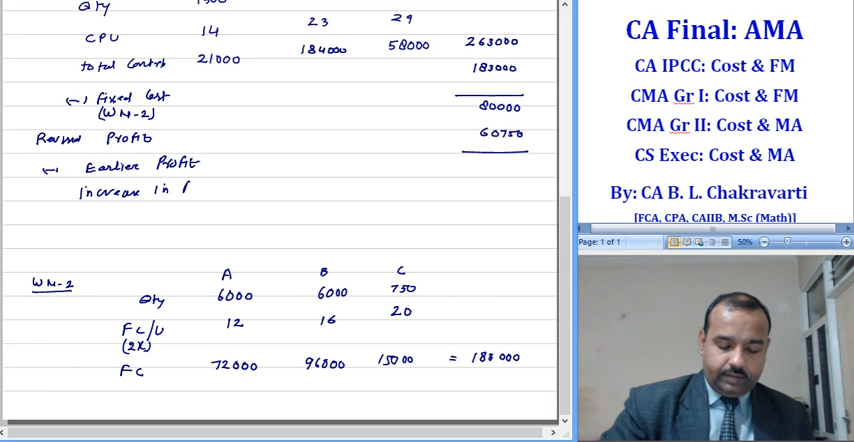 Qty
CPU 14 23 29
total Contrb 21000 184000 58000 263000
(-) Fixed Cost 183000
(WN-2)
80000
Revised Profit
60750
(-) Earlier Profit
Increase in
WN-2 A B C
Qty 6000 6000 750
FC/U 12 16 20
(2x)
FC 72000 96000 15000 = 183000
CA Final: AMA
CA IPCC: Cost & FM
CMA Gr I: Cost & FM
CMA Gr II: Cost & MA
CS Exec: Cost & MA
By: CA B. L. Chakravarti
[FCA, CPA, CAIIB, M.Sc (Math)]
Page: 1 of 1 50%